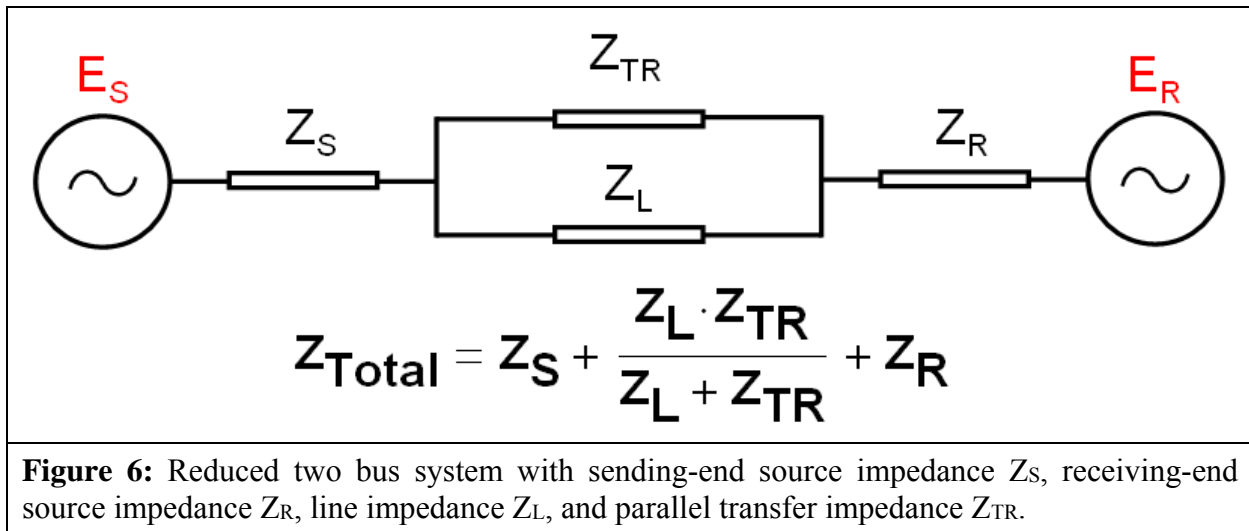 Z_TR
E_S E_R
Z_S Z_R
Z_L
Z_Total = Z_S + (Z_L · Z_TR) / (Z_L + Z_TR) + Z_R
Figure 6: Reduced two bus system with sending-end source impedance Z_S, receiving-end
source impedance Z_R, line impedance Z_L, and parallel transfer impedance Z_TR.